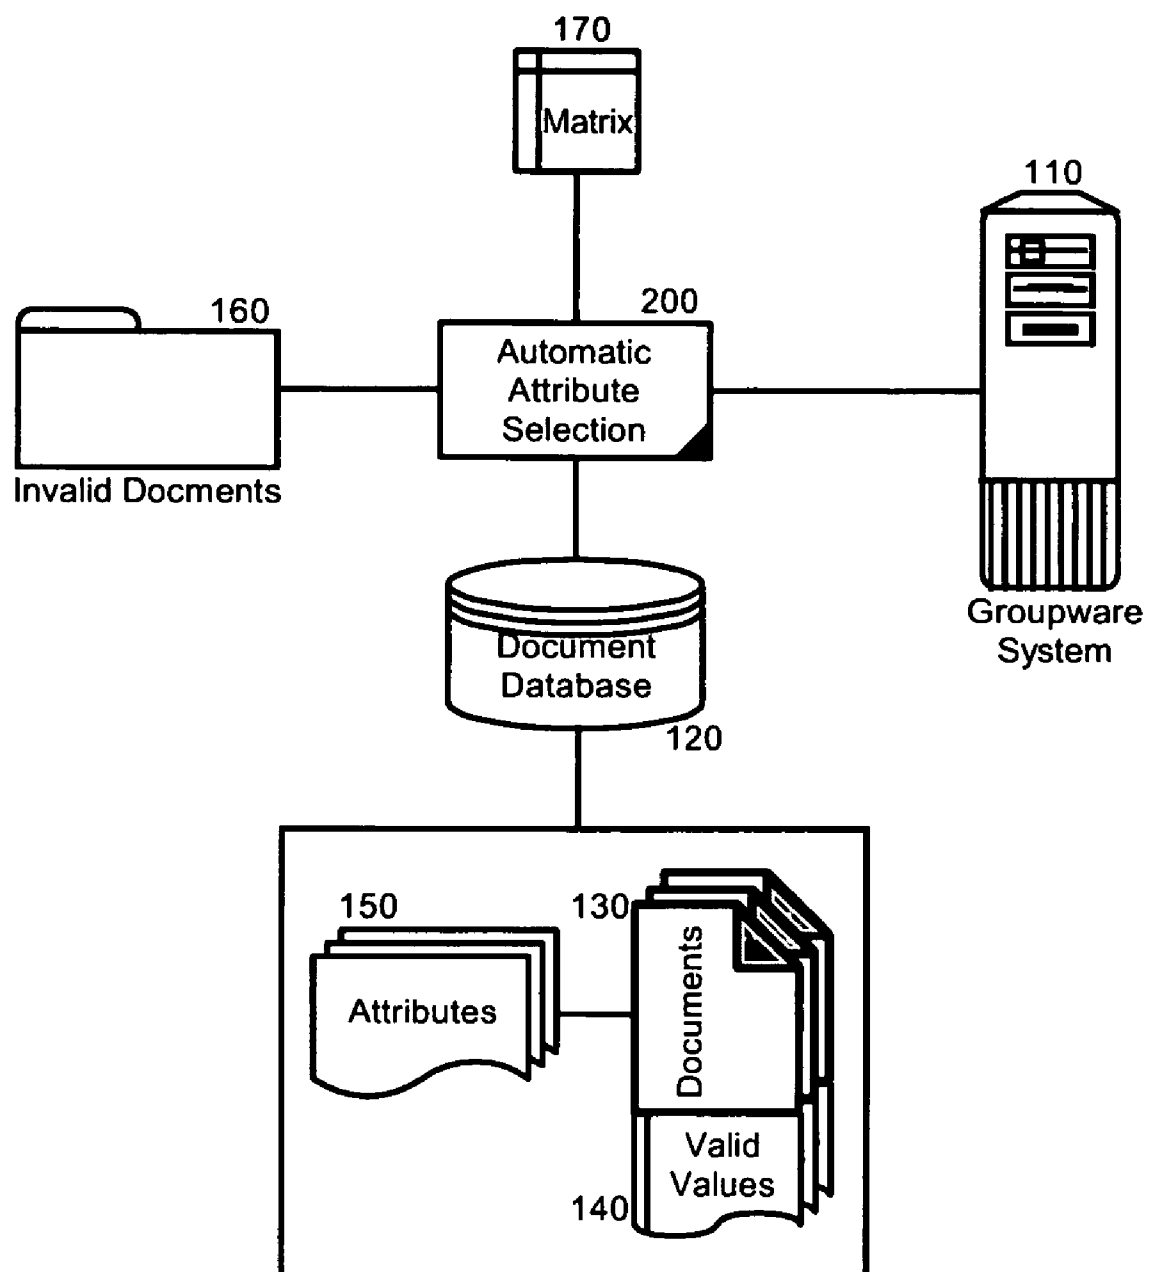 170
Matrix
110
160
200
Automatic
Attribute
Selection
Invalid Docments
Groupware
System
Document
Database
120
150
130
Attributes
Documents
Valid
Values
140